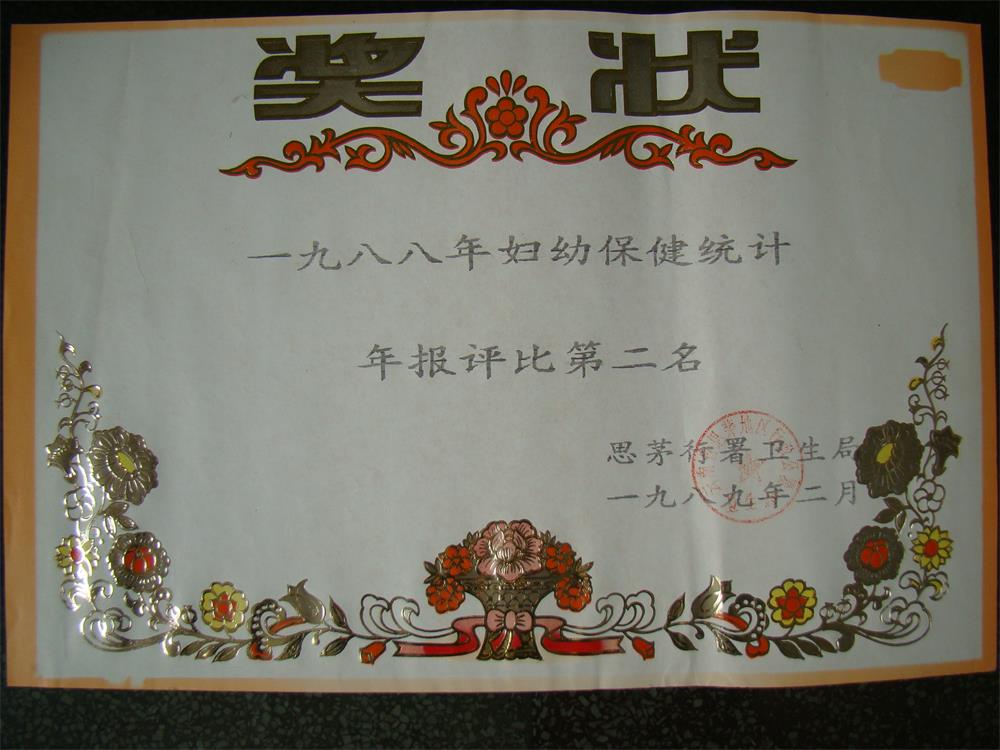 奖状
一九八八年妇幼保健统计
年报评比第二名
思茅行署卫生局
一九八九年二月